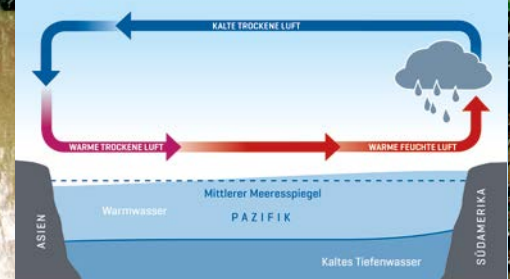 KALTE TROCKENE LUFT
WARME TROCKENE LUFT
WARME FEUCHTE LUFT
Mittlerer Meeresspiegel
Warmwasser
PAZIFIK
ASIEN
SÜDAMERIKA
Kaltes Tiefenwasser